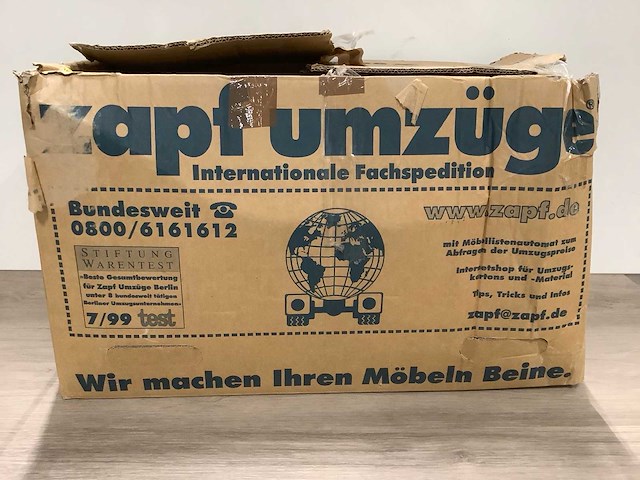 zapf umzüge®
Internationale Fachspedition
Bundesweit ☎
0800/6161612
STIFTUNG
WARENTEST
»Beste Gesamtbewertung
für Zapf Umzüge Berlin
unter 8 bundesweit tätigen
Berliner Umzugsunternehmen«
7/99 test
www.zapf.de
mit Möbellistenautomat zum
Abfragen der Umzugspreise
Internetshop für Umzugs-
kartons und -Material
Tips, Tricks und Infos
zapf@zapf.de
Wir machen Ihren Möbeln Beine.